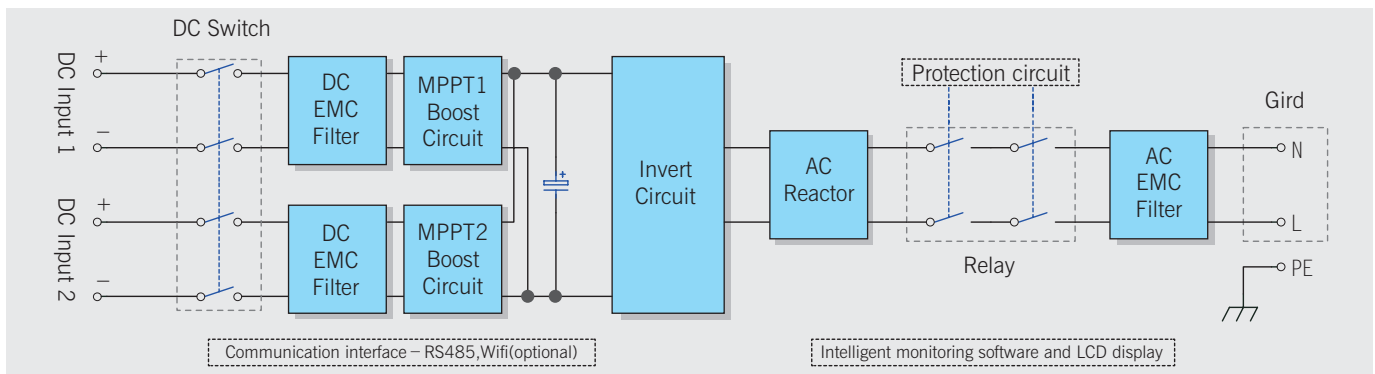 DC Switch
DC Input 1
+
−
DC Input 2
+
−
DC
EMC
Filter
MPPT1
Boost
Circuit
DC
EMC
Filter
MPPT2
Boost
Circuit
+
Invert
Circuit
AC
Reactor
Protection circuit
Relay
AC
EMC
Filter
Gird
N
L
PE
Communication interface – RS485,Wifi(optional)
Intelligent monitoring software and LCD display